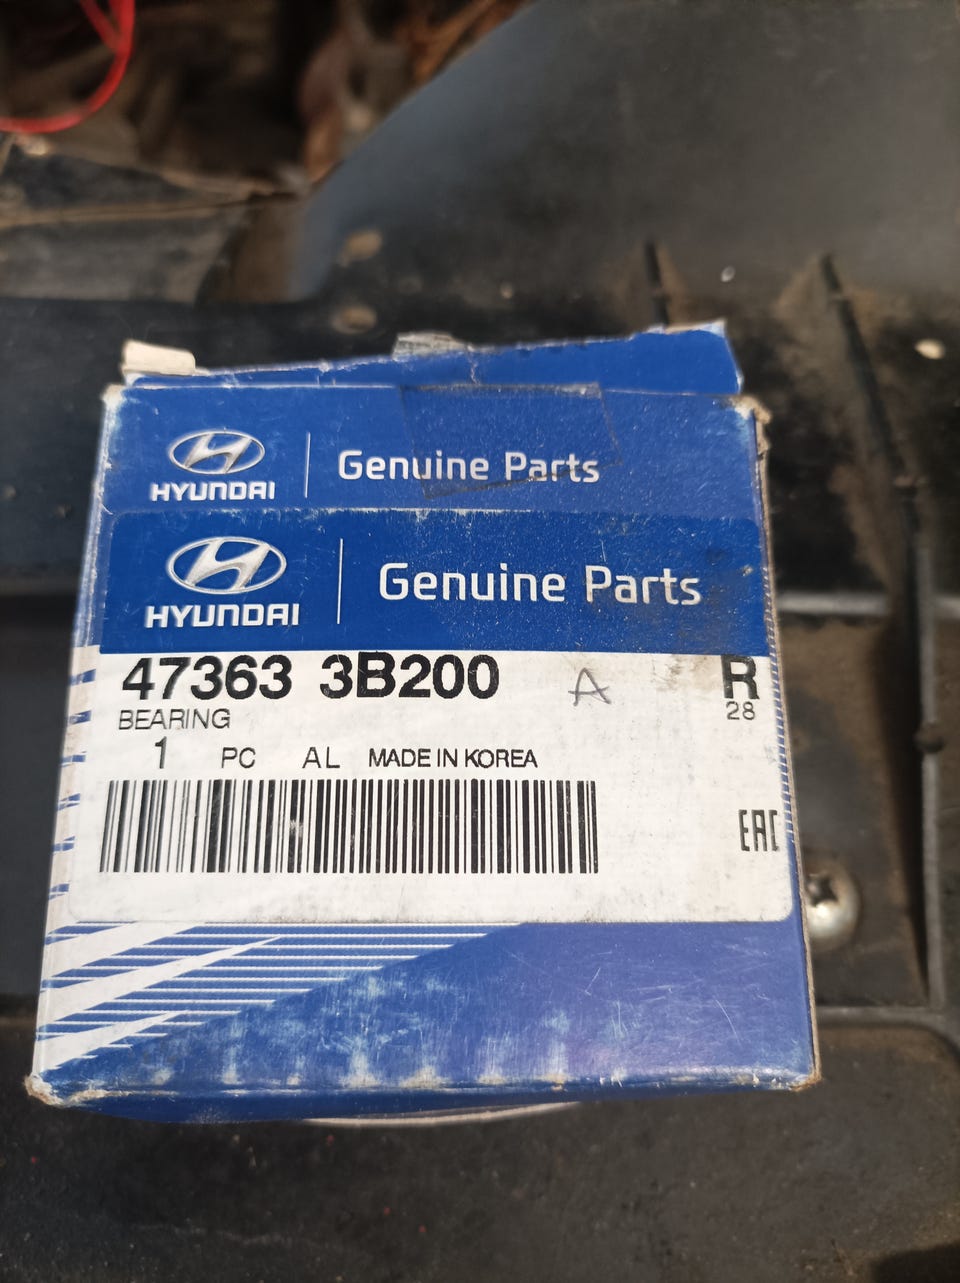 HYUNDAI Genuine Parts
HYUNDAI Genuine Parts
47363 3B200 A R
BEARING 28
1 PC AL MADE IN KOREA
EAC